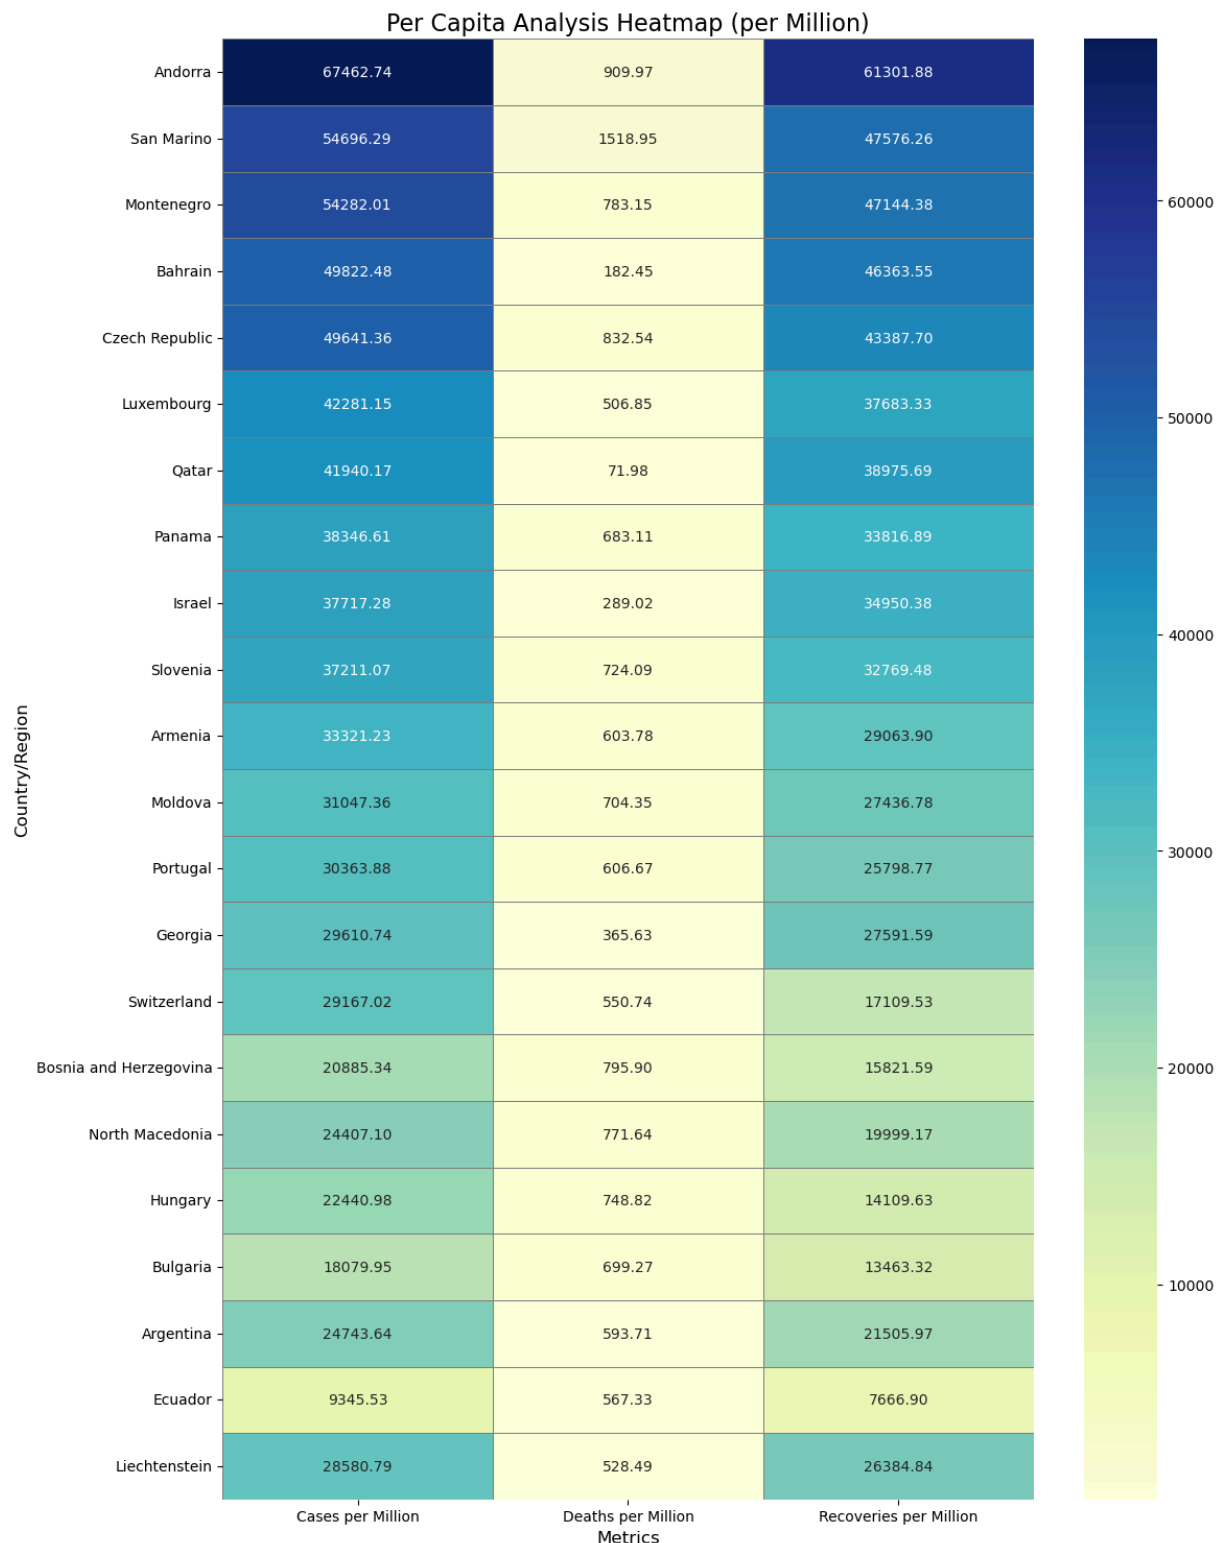 Per Capita Analysis Heatmap (per Million)
Andorra 67462.74 909.97 61301.88
San Marino 54696.29 1518.95 47576.26
Montenegro 54282.01 783.15 47144.38
60000
Bahrain 49822.48 182.45 46363.55
Czech Republic 49641.36 832.54 43387.70
Luxembourg 42281.15 506.85 37683.33
50000
Qatar 41940.17 71.98 38975.69
Panama 38346.61 683.11 33816.89
Israel 37717.28 289.02 34950.38
40000
Slovenia 37211.07 724.09 32769.48
Armenia 33321.23 603.78 29063.90
Country/Region
Moldova 31047.36 704.35 27436.78
30000
Portugal 30363.88 606.67 25798.77
Georgia 29610.74 365.63 27591.59
Switzerland 29167.02 550.74 17109.53
Bosnia and Herzegovina 20885.34 795.90 15821.59
20000
North Macedonia 24407.10 771.64 19999.17
Hungary 22440.98 748.82 14109.63
Bulgaria 18079.95 699.27 13463.32
10000
Argentina 24743.64 593.71 21505.97
Ecuador 9345.53 567.33 7666.90
Liechtenstein 28580.79 528.49 26384.84
Cases per Million Deaths per Million Recoveries per Million
Metrics